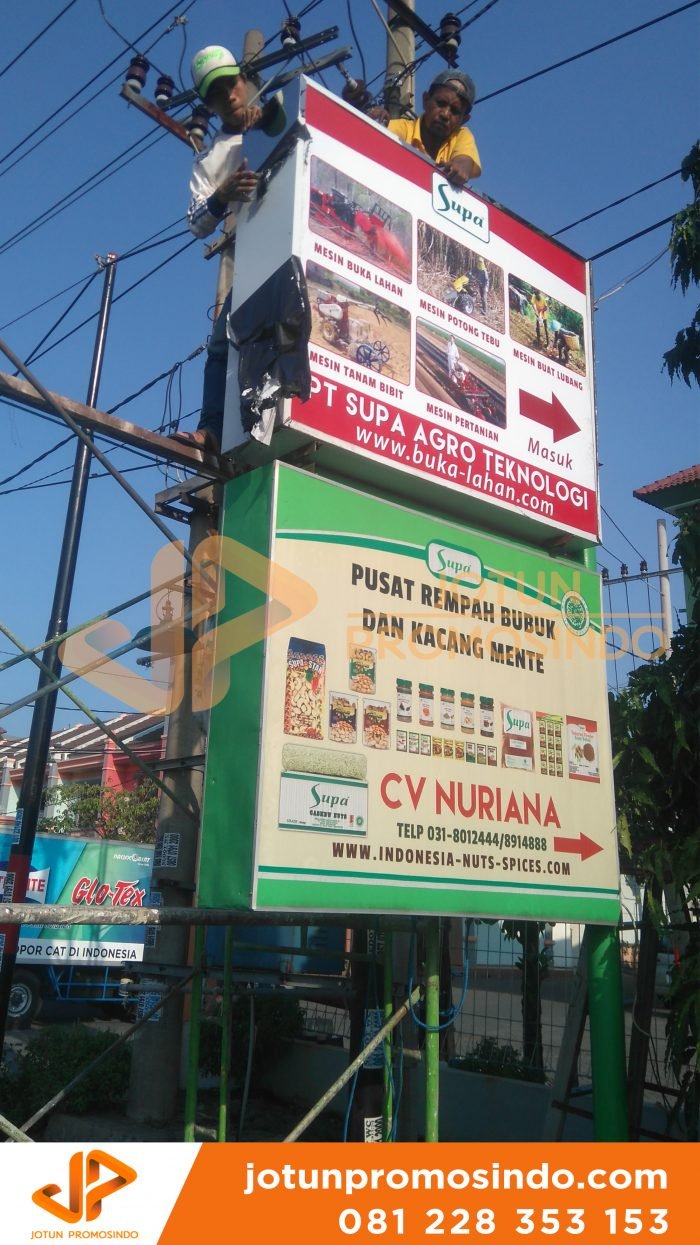 Supa
MESIN BUKA LAHAN
MESIN POTONG TEBU
MESIN BUAT LUBANG
MESIN TANAM BIBIT
MESIN PERTANIAN
Masuk
PT SUPA AGRO TEKNOLOGI
www.buka-lahan.com
Supa
PUSAT REMPAH BUBUK
DAN KACANG MENTE
JOTUN
PROMOSINDO
Supa
Supa
CASHEW NUTS
CV NURIANA
TELP 031-8012444/8914888
WWW.INDONESIA-NUTS-SPICES.COM
GLO-TEX
OPOR CAT DI INDONESIA
JOTUN PROMOSINDO
jotunpromosindo.com
081 228 353 153